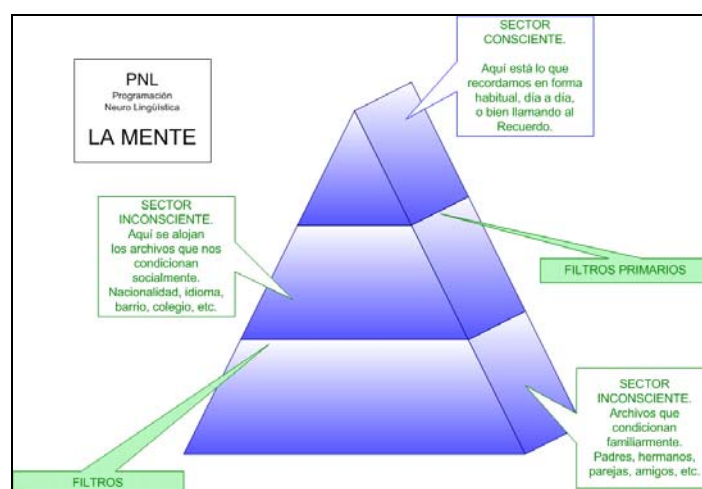 PNL
Programación
Neuro Lingüística
LA MENTE
SECTOR
CONSCIENTE.
Aquí está lo que
recordamos en forma
habitual, día a día,
o bien llamando al
Recuerdo.
SECTOR
INCONSCIENTE.
Aquí se alojan
los archivos que nos
condicionan
socialmente.
Nacionalidad, idioma,
barrio, colegio, etc.
FILTROS PRIMARIOS
SECTOR
INCONSCIENTE.
Archivos que
condicionan
familiarmente.
Padres, hermanos,
parejas, amigos, etc.
FILTROS